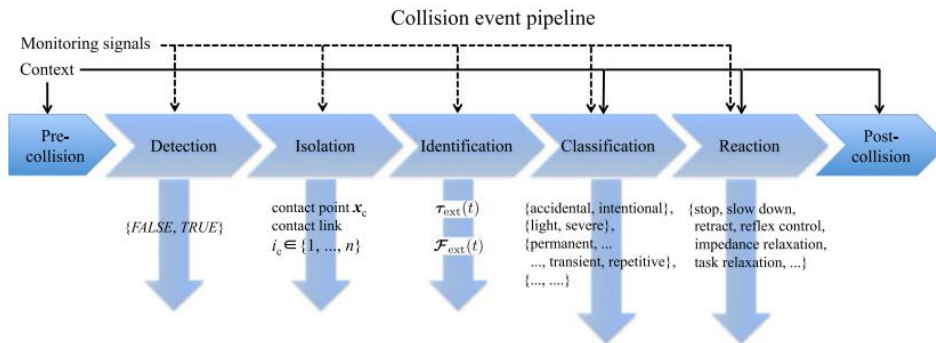 Collision event pipeline
Monitoring signals
Context
Pre-
collision
Detection
Isolation
Identification
Classification
Reaction
Post-
collision
{FALSE, TRUE}
contact point x_c
contact link
i_c ∈ {1, ..., n}
τ_ext(t)
ℱ_ext(t)
{accidental, intentional},
{light, severe},
{permanent, ...
..., transient, repetitive},
{..., ....}
{stop, slow down,
retract, reflex control,
impedance relaxation,
task relaxation, ...}